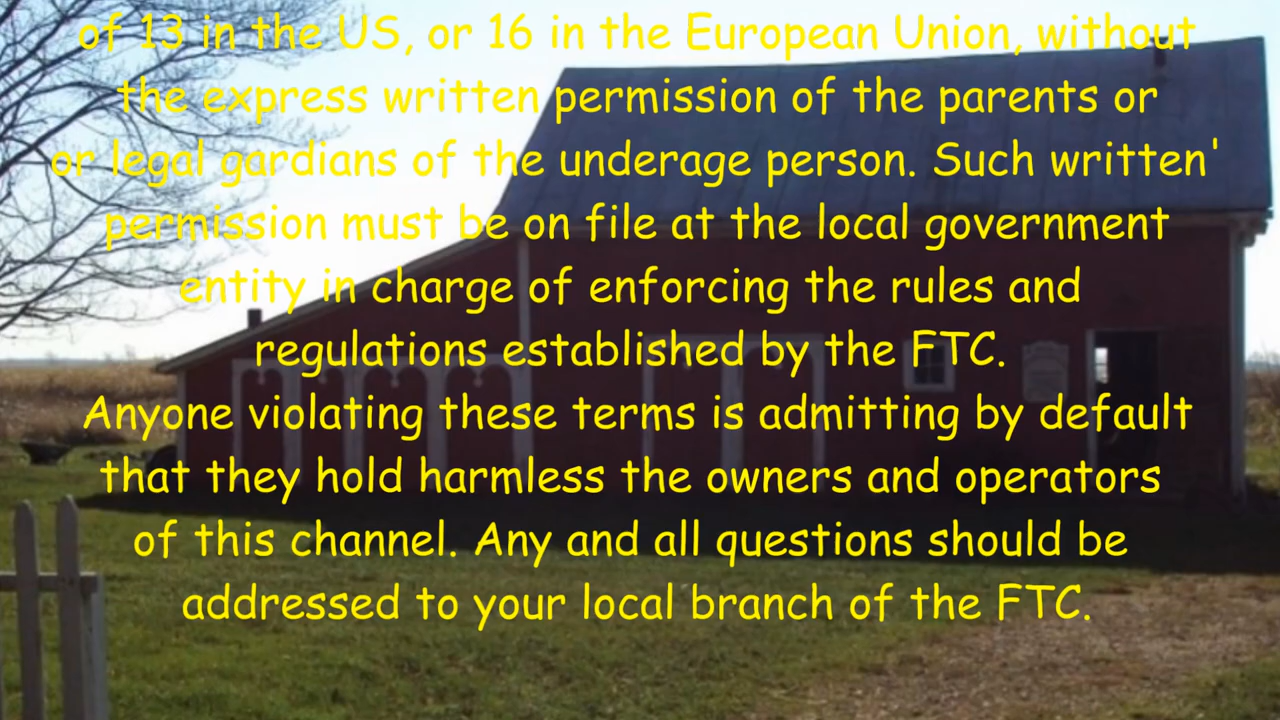 of 13 in the US, or 16 in the European Union, without
the express written permission of the parents or
or legal gardians of the underage person. Such written'
permission must be on file at the local government
entity in charge of enforcing the rules and
regulations established by the FTC.
Anyone violating these terms is admitting by default
that they hold harmless the owners and operators
of this channel. Any and all questions should be
addressed to your local branch of the FTC.